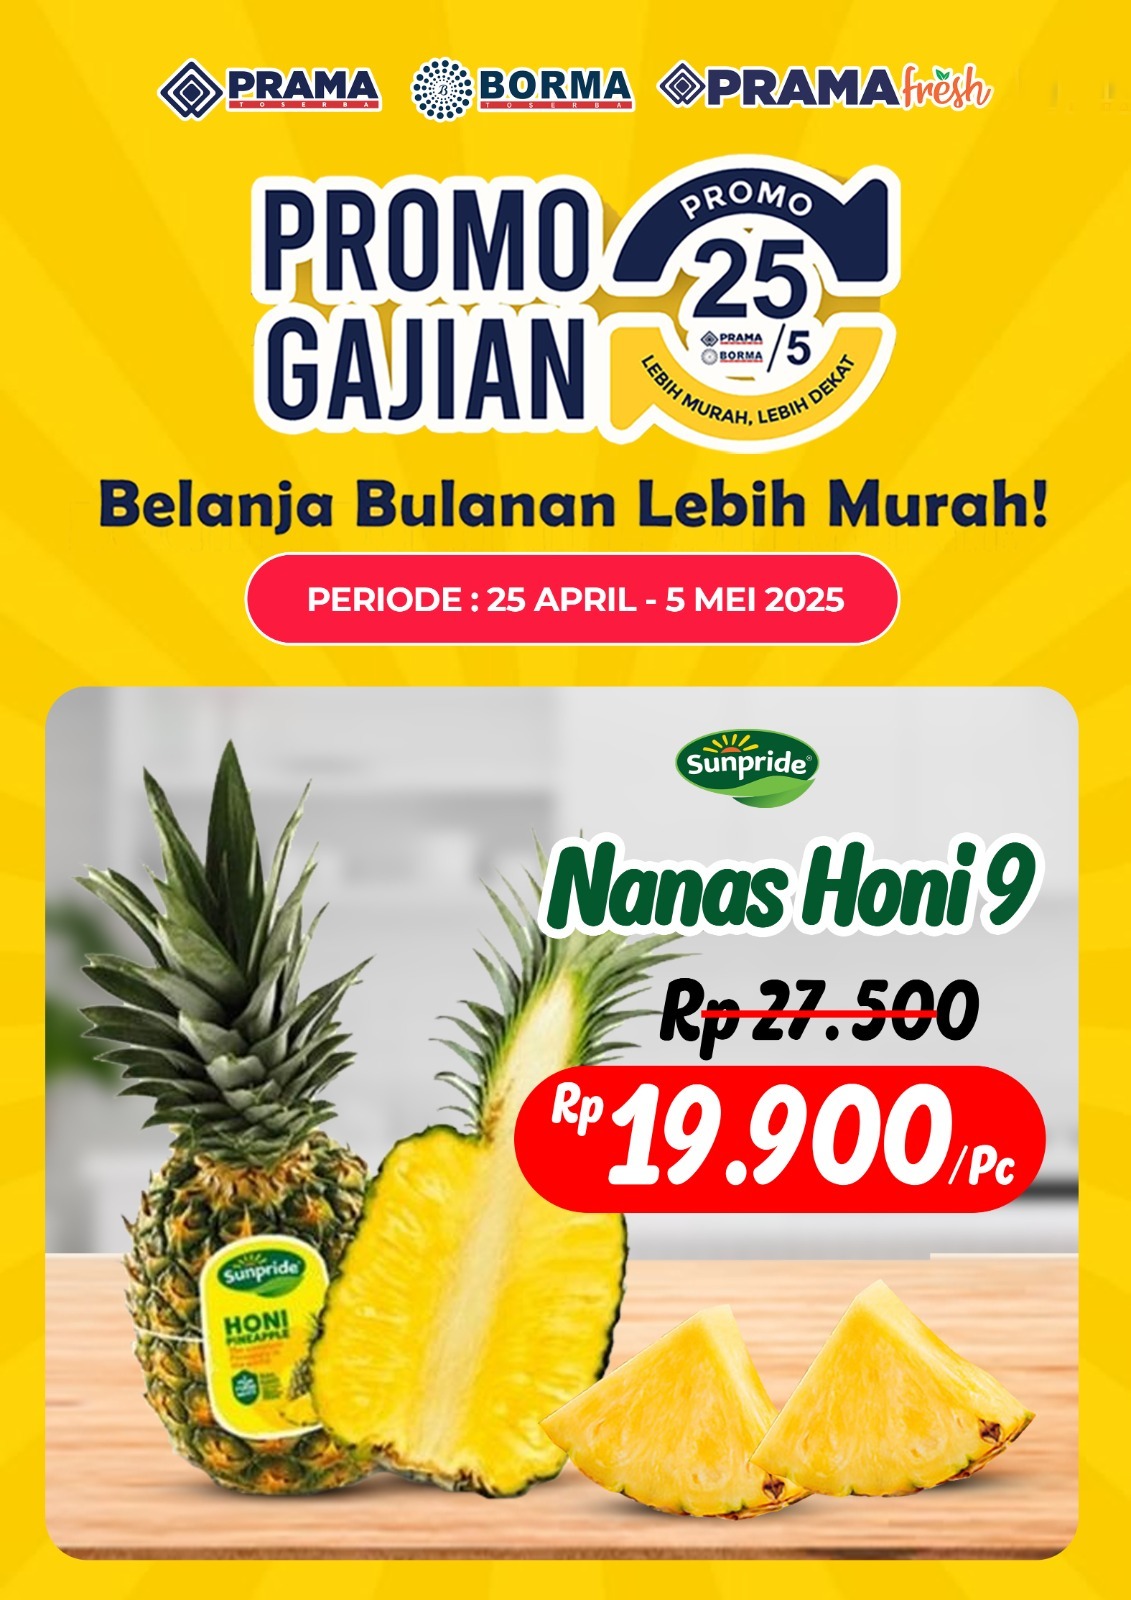 PRAMA
TOSERBA
BORMA
TOSERBA
PRAMA fresh
PROMO
GAJIAN
PROMO
25
/5
PRAMA
BORMA
LEBIH MURAH, LEBIH DEKAT
Belanja Bulanan Lebih Murah!
PERIODE : 25 APRIL - 5 MEI 2025
Sunpride
Nanas Honi 9
Rp 27.500
Rp 19.900/Pc
Sunpride
HONI
PINEAPPLE